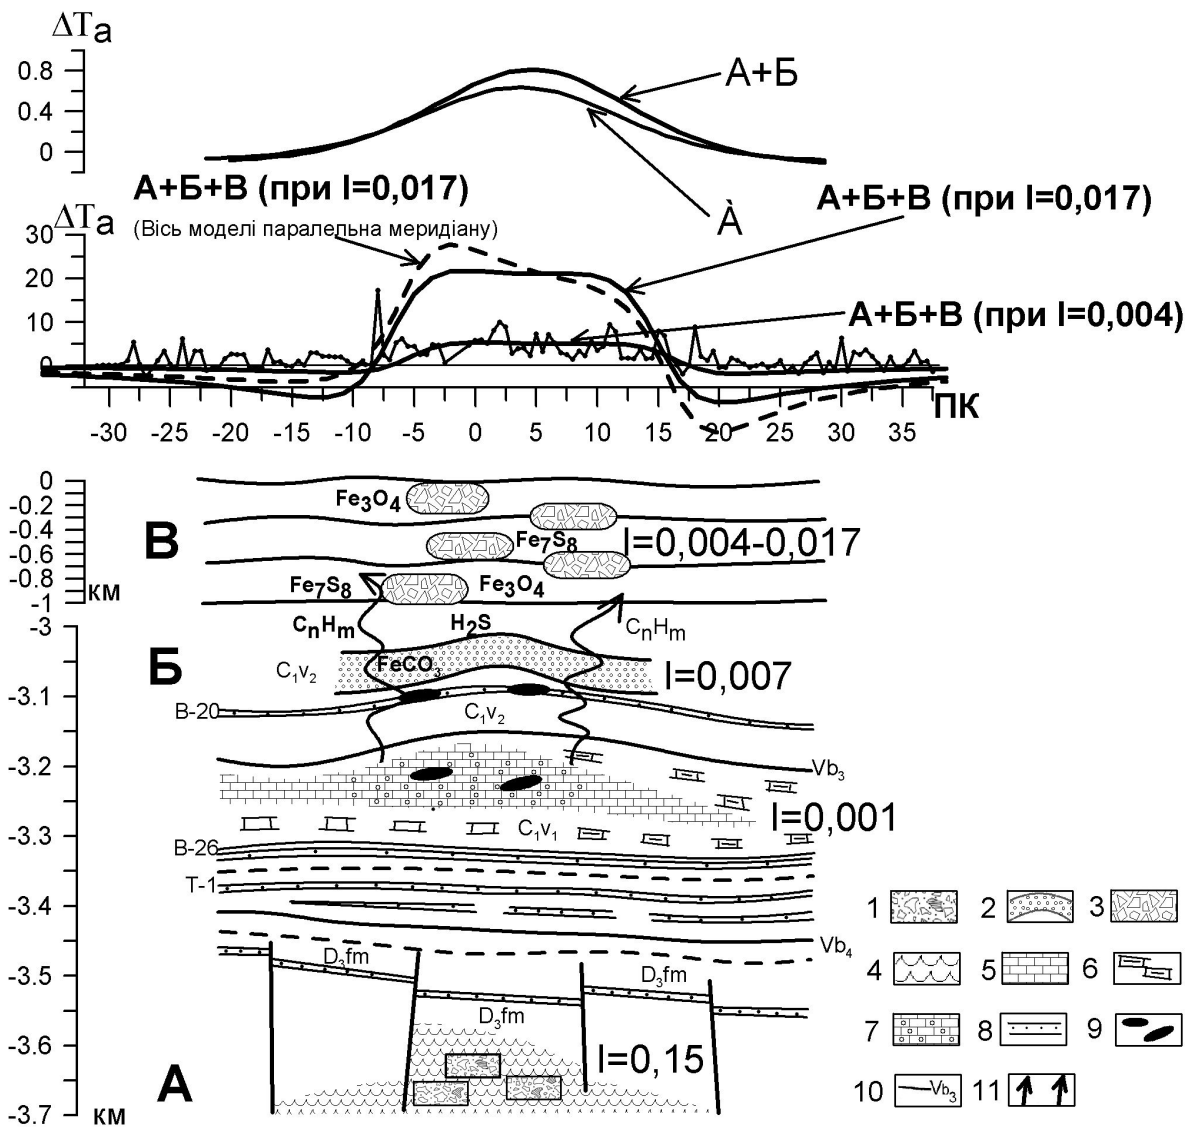 ΔTa
0.8
0.4
0
А+Б
А+Б+В (при I=0,017)
(Вісь моделі паралельна меридіану)
À
А+Б+В (при I=0,017)
ΔTa
30
20
10
0
А+Б+В (при I=0,004)
ПК
-30 -25 -20 -15 -10 -5 0 5 10 15 20 25 30 35
0
-0.2
-0.4
-0.6
-0.8
-1
км
В
Fe3O4
Fe7S8
I=0,004-0,017
Fe7S8
Fe3O4
CnHm
H2S
CnHm
-3
-3.1
-3.2
-3.3
-3.4
-3.5
-3.6
-3.7
км
Б
C1v2
FeCO3
I=0,007
В-20
C1v2
Vb3
I=0,001
C1v1
В-26
Т-1
Vb4
D3fm
D3fm
D3fm
I=0,15
А
1 2 3
4 5 6
7 8 9
10 Vb3 11